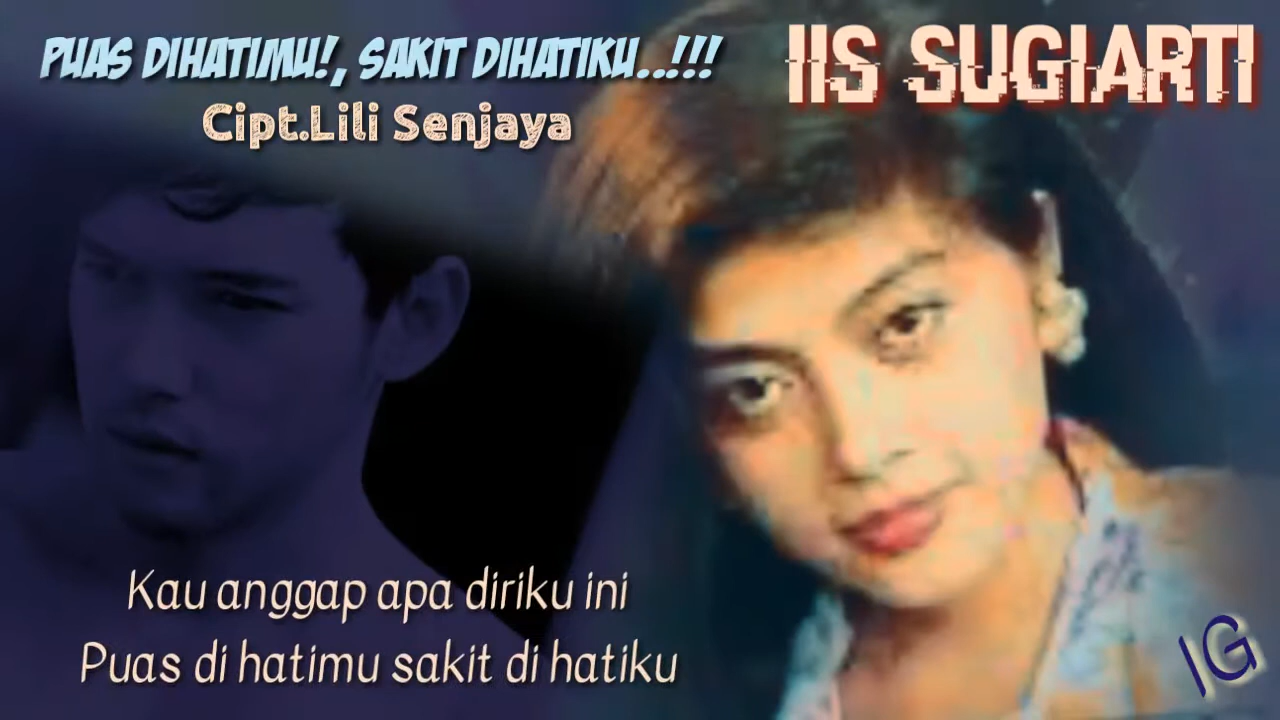 PUAS DIHATIMU!, SAKIT DIHATIKU...!!!
Cipt.Lili Senjaya
IIS SUGIARTI
Kau anggap apa diriku ini
Puas di hatimu sakit di hatiku
IG